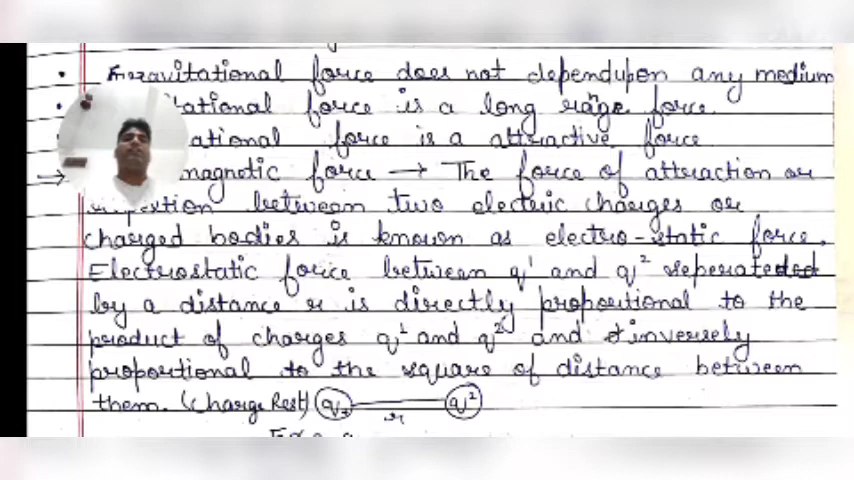 Gravitational force does not depend upon any medium
itational force is a long range force.
ational force is a attractive force
magnetic force → The force of attraction or
between two electric charges or
charged bodies is known as electro-static force.
Electrostatic force between q1 and q2 seperated
by a distance r is directly proportional to the
product of charges q1 and q2 and inversely
proportional to the square of distance between
them. (Charge Rest) q1 q2
r